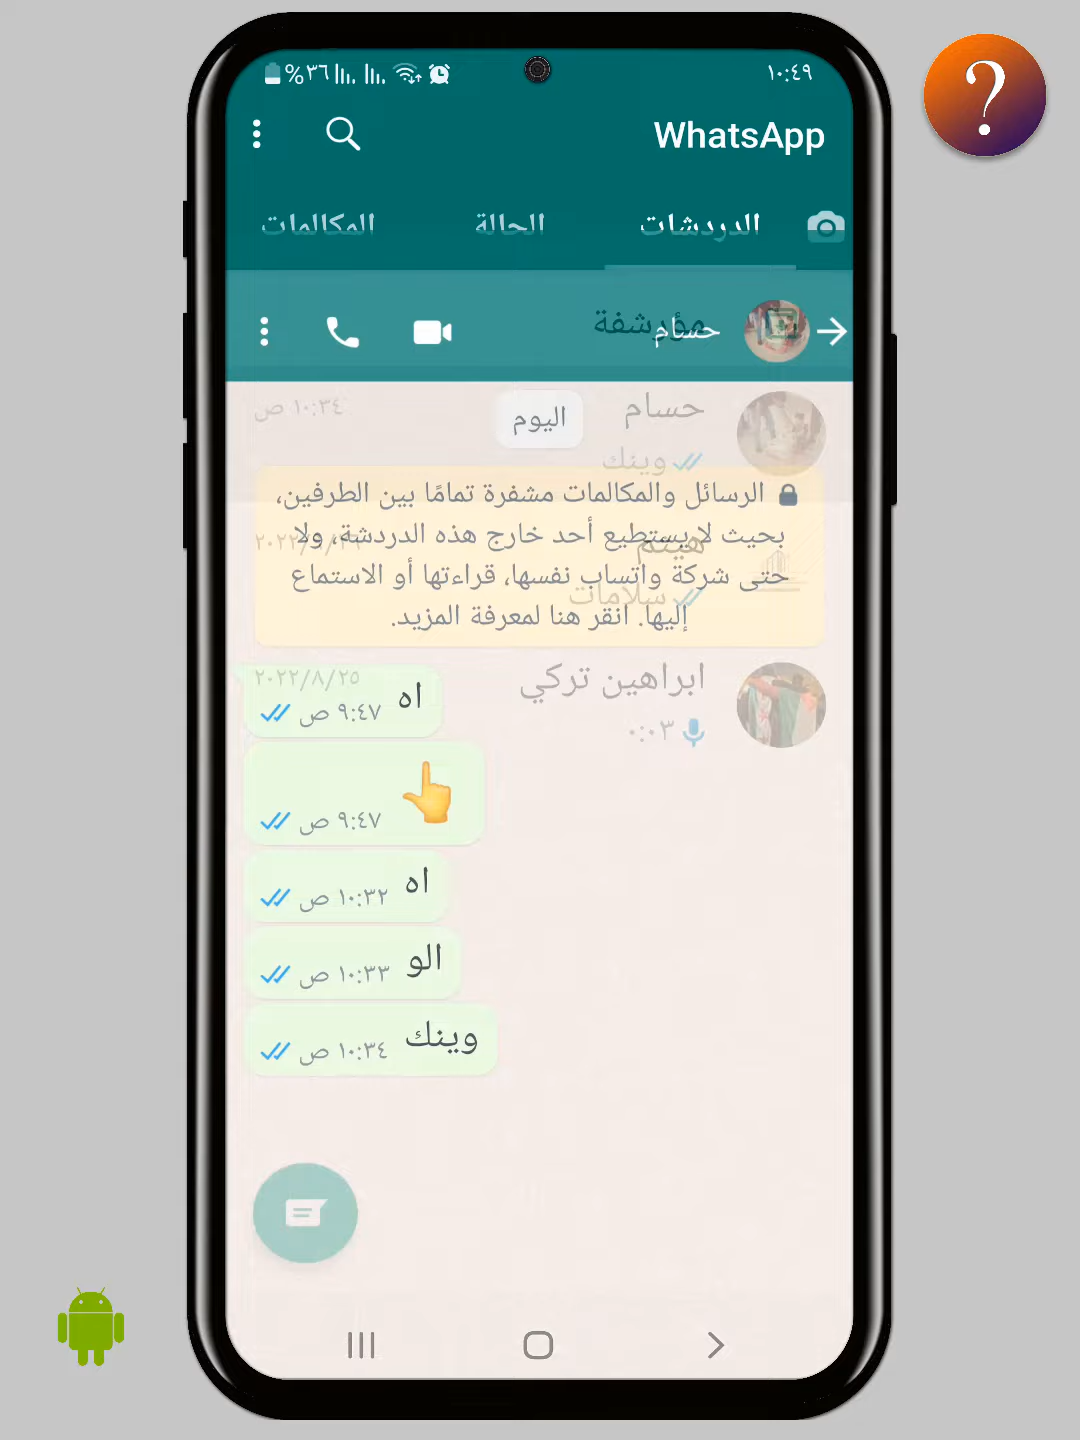 %٣٦
١٠:٤٩
WhatsApp
الدردشات
الحالة
المكالمات
مؤرشفة
حسام
حسام
١٠:٣٤ ص
اليوم
وينك
الرسائل والمكالمات مشفرة تمامًا بين الطرفين،
بحيث لا يستطيع أحد خارج هذه الدردشة، ولا
حتى شركة واتساب نفسها، قراءتها أو الاستماع
إليها. انقر هنا لمعرفة المزيد.
هيثم
سلامات
ابراهين تركي
٢٠٢٢/٨/٢٥
٠:٠٣
اه
٩:٤٧ ص
👆
٩:٤٧ ص
اه
١٠:٣٢ ص
الو
١٠:٣٣ ص
وينك
١٠:٣٤ ص
?